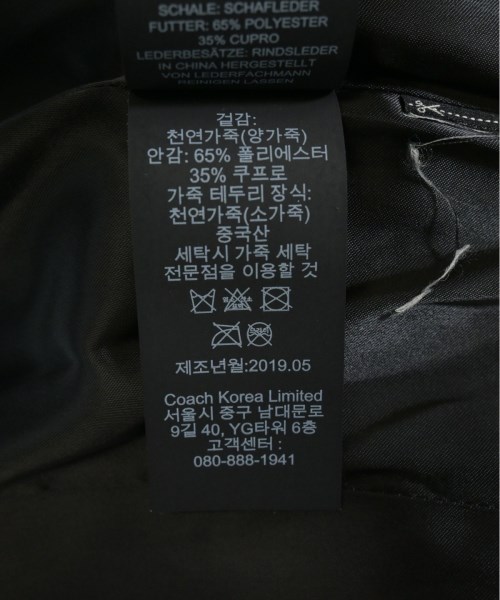 SCHALE: SCHAFLEDER
FUTTER: 65% POLYESTER
35% CUPRO
LEDERBESÄTZE: RINDSLEDER
IN CHINA HERGESTELLT
VON LEDERFACHMANN
REINIGEN LASSEN
겉감:
천연가죽(양가죽)
안감: 65% 폴리에스터
35% 쿠프로
가죽 테두리 장식:
천연가죽(소가죽)
중국산
세탁시 가죽 세탁
전문점을 이용할 것
제조년월:2019.05
Coach Korea Limited
서울시 중구 남대문로
9길 40, YG타워 6층
고객센터 :
080-888-1941